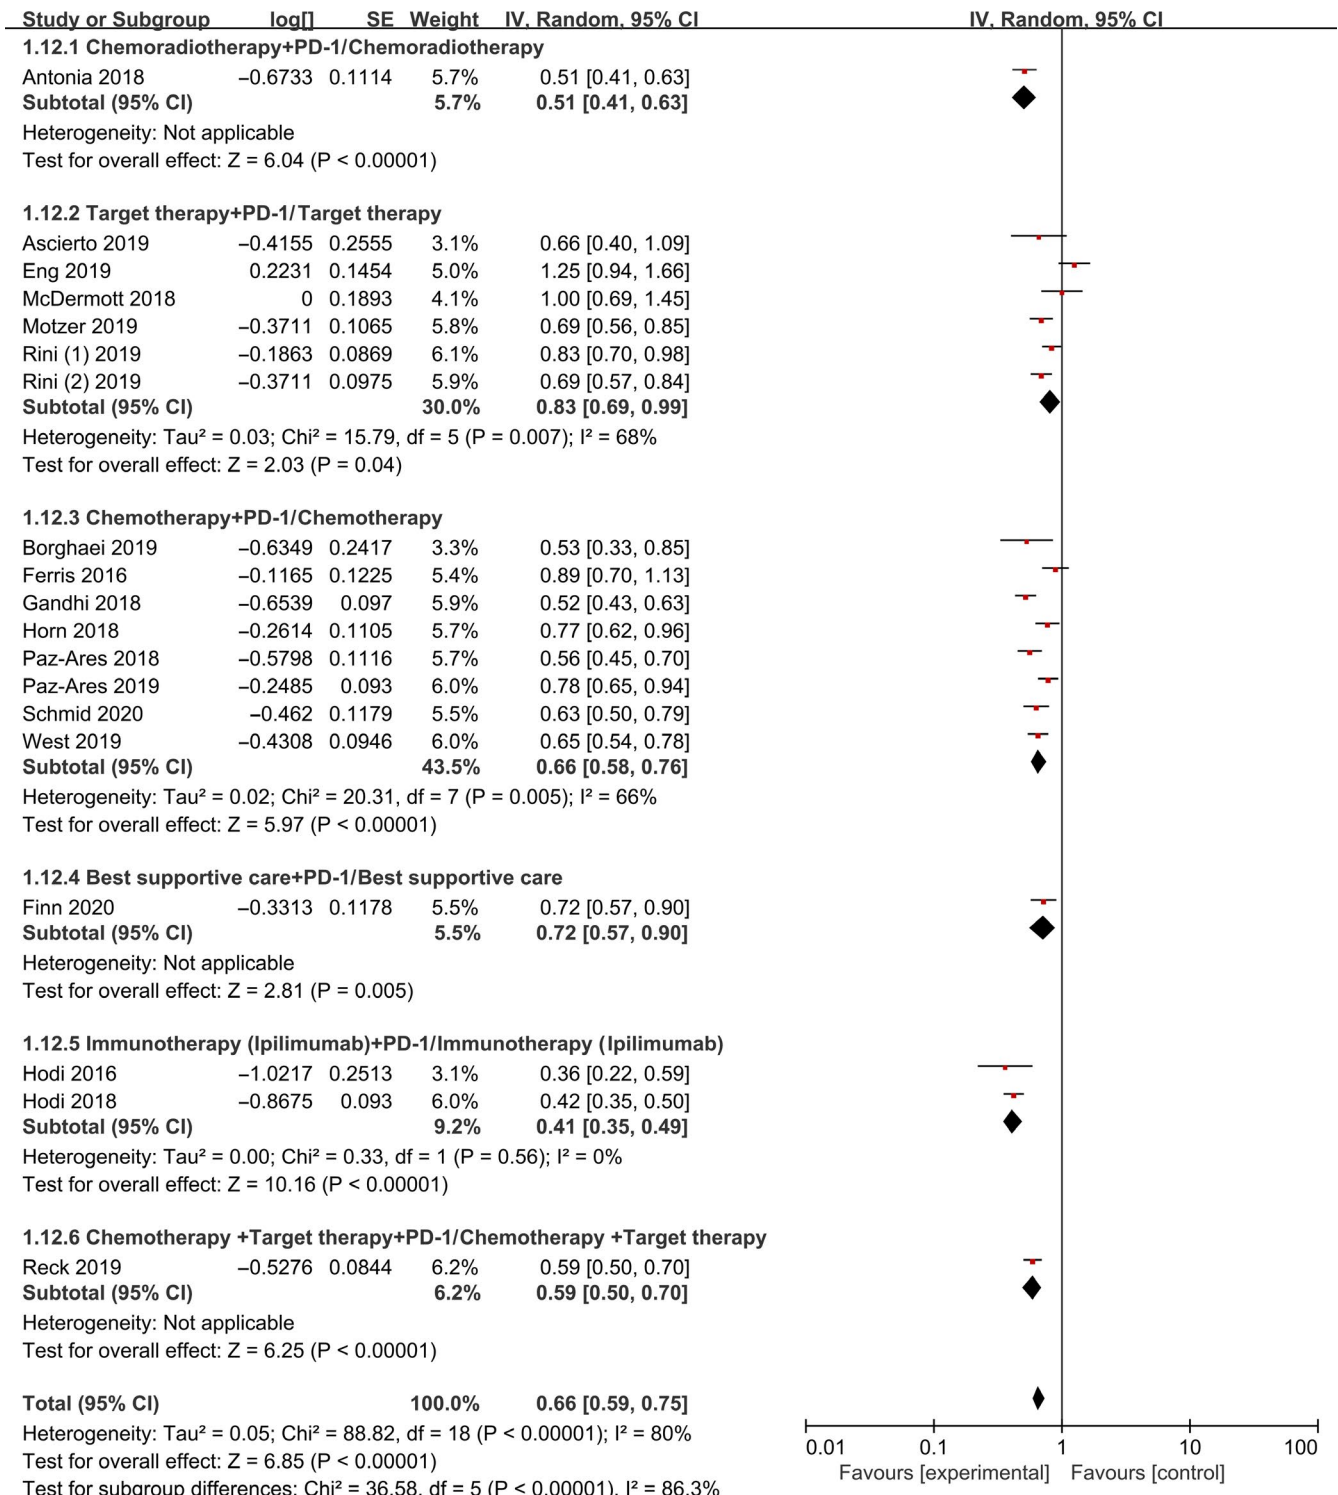 Study or Subgroup log[] SE Weight IV, Random, 95% CI IV, Random, 95% CI
1.12.1 Chemoradiotherapy+PD-1/Chemoradiotherapy
Antonia 2018 −0.6733 0.1114 5.7% 0.51 [0.41, 0.63]
Subtotal (95% CI) 5.7% 0.51 [0.41, 0.63]
Heterogeneity: Not applicable
Test for overall effect: Z = 6.04 (P < 0.00001)
1.12.2 Target therapy+PD-1/Target therapy
Ascierto 2019 −0.4155 0.2555 3.1% 0.66 [0.40, 1.09]
Eng 2019 0.2231 0.1454 5.0% 1.25 [0.94, 1.66]
McDermott 2018 0 0.1893 4.1% 1.00 [0.69, 1.45]
Motzer 2019 −0.3711 0.1065 5.8% 0.69 [0.56, 0.85]
Rini (1) 2019 −0.1863 0.0869 6.1% 0.83 [0.70, 0.98]
Rini (2) 2019 −0.3711 0.0975 5.9% 0.69 [0.57, 0.84]
Subtotal (95% CI) 30.0% 0.83 [0.69, 0.99]
Heterogeneity: Tau² = 0.03; Chi² = 15.79, df = 5 (P = 0.007); I² = 68%
Test for overall effect: Z = 2.03 (P = 0.04)
1.12.3 Chemotherapy+PD-1/Chemotherapy
Borghaei 2019 −0.6349 0.2417 3.3% 0.53 [0.33, 0.85]
Ferris 2016 −0.1165 0.1225 5.4% 0.89 [0.70, 1.13]
Gandhi 2018 −0.6539 0.097 5.9% 0.52 [0.43, 0.63]
Horn 2018 −0.2614 0.1105 5.7% 0.77 [0.62, 0.96]
Paz-Ares 2018 −0.5798 0.1116 5.7% 0.56 [0.45, 0.70]
Paz-Ares 2019 −0.2485 0.093 6.0% 0.78 [0.65, 0.94]
Schmid 2020 −0.462 0.1179 5.5% 0.63 [0.50, 0.79]
West 2019 −0.4308 0.0946 6.0% 0.65 [0.54, 0.78]
Subtotal (95% CI) 43.5% 0.66 [0.58, 0.76]
Heterogeneity: Tau² = 0.02; Chi² = 20.31, df = 7 (P = 0.005); I² = 66%
Test for overall effect: Z = 5.97 (P < 0.00001)
1.12.4 Best supportive care+PD-1/Best supportive care
Finn 2020 −0.3313 0.1178 5.5% 0.72 [0.57, 0.90]
Subtotal (95% CI) 5.5% 0.72 [0.57, 0.90]
Heterogeneity: Not applicable
Test for overall effect: Z = 2.81 (P = 0.005)
1.12.5 Immunotherapy (Ipilimumab)+PD-1/Immunotherapy (Ipilimumab)
Hodi 2016 −1.0217 0.2513 3.1% 0.36 [0.22, 0.59]
Hodi 2018 −0.8675 0.093 6.0% 0.42 [0.35, 0.50]
Subtotal (95% CI) 9.2% 0.41 [0.35, 0.49]
Heterogeneity: Tau² = 0.00; Chi² = 0.33, df = 1 (P = 0.56); I² = 0%
Test for overall effect: Z = 10.16 (P < 0.00001)
1.12.6 Chemotherapy +Target therapy+PD-1/Chemotherapy +Target therapy
Reck 2019 −0.5276 0.0844 6.2% 0.59 [0.50, 0.70]
Subtotal (95% CI) 6.2% 0.59 [0.50, 0.70]
Heterogeneity: Not applicable
Test for overall effect: Z = 6.25 (P < 0.00001)
Total (95% CI) 100.0% 0.66 [0.59, 0.75]
Heterogeneity: Tau² = 0.05; Chi² = 88.82, df = 18 (P < 0.00001); I² = 80%
Test for overall effect: Z = 6.85 (P < 0.00001)
Test for subgroup differences: Chi² = 36.58, df = 5 (P < 0.00001), I² = 86.3%
0.01 0.1 1 10 100
Favours [experimental] Favours [control]